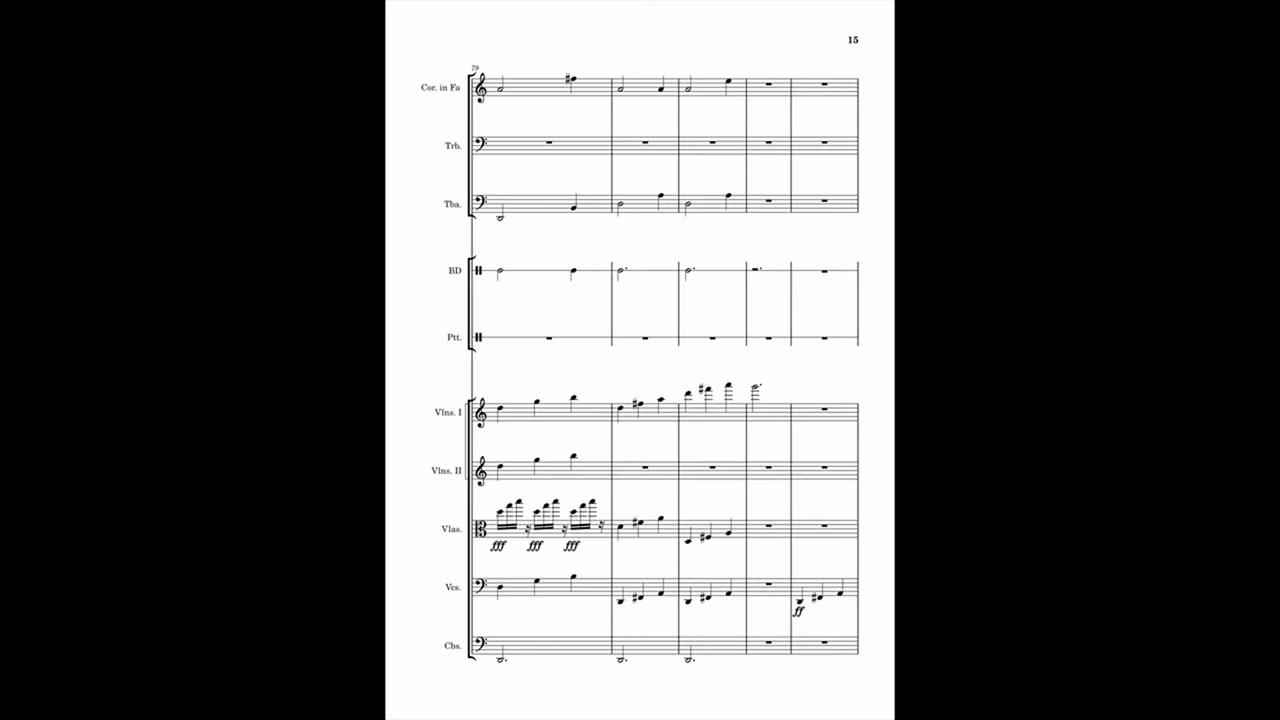 15
79
Cor. in Fa
Trb.
Tba.
BD
Ptt.
Vlns. I
Vlns. II
Vlas.
fff fff fff
Vcs.
ff
Cbs.